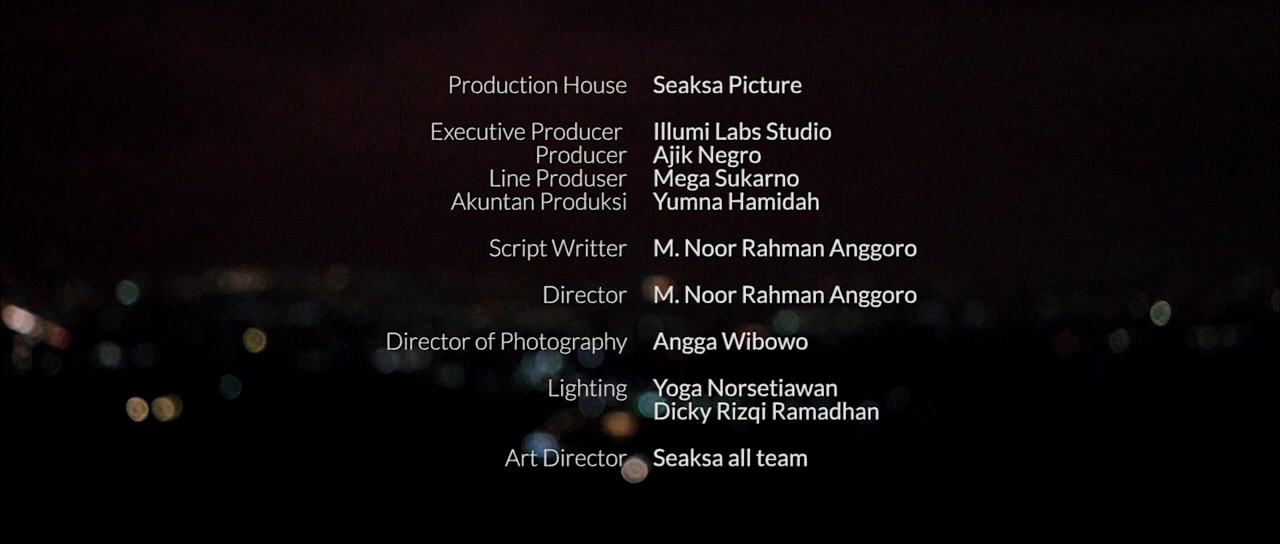 Production House Seaksa Picture
Executive Producer Illumi Labs Studio
Producer Ajik Negro
Line Produser Mega Sukarno
Akuntan Produksi Yumna Hamidah
Script Writter M. Noor Rahman Anggoro
Director M. Noor Rahman Anggoro
Director of Photography Angga Wibowo
Lighting Yoga Norsetiawan
Dicky Rizqi Ramadhan
Art Director Seaksa all team